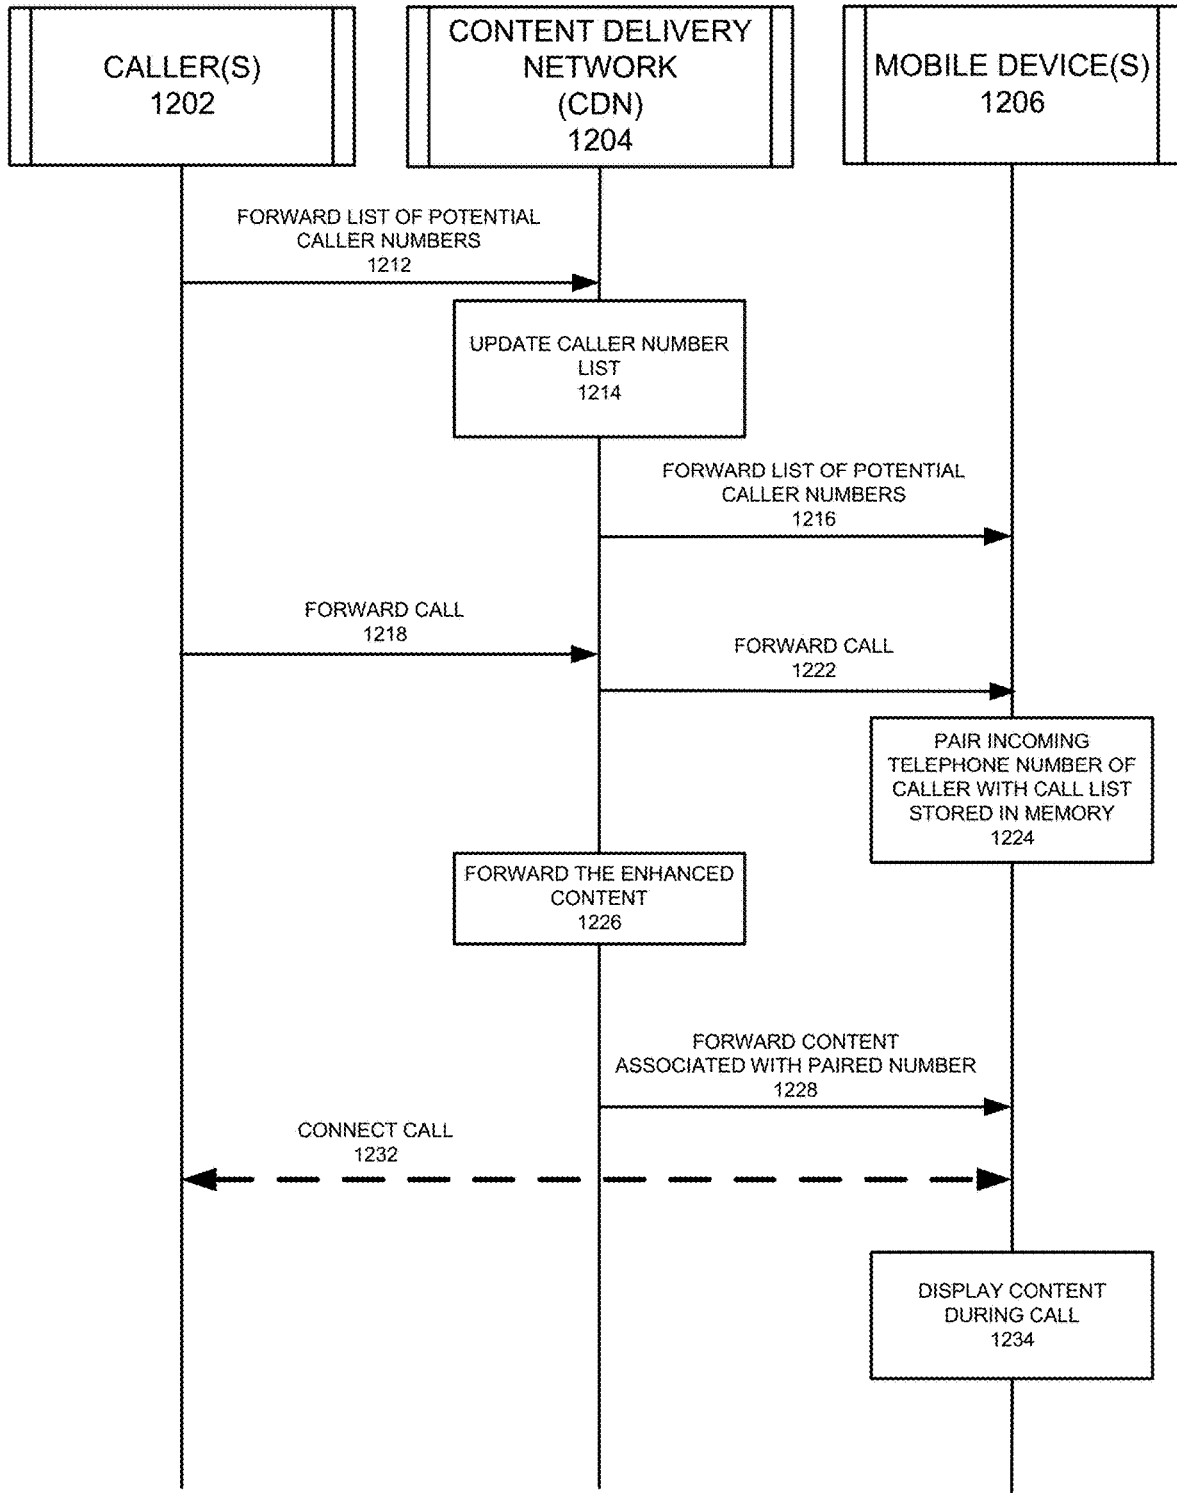 CALLER(S)
1202
CONTENT DELIVERY
NETWORK
(CDN)
1204
MOBILE DEVICE(S)
1206
FORWARD LIST OF POTENTIAL
CALLER NUMBERS
1212
UPDATE CALLER NUMBER
LIST
1214
FORWARD LIST OF POTENTIAL
CALLER NUMBERS
1216
FORWARD CALL
1218
FORWARD CALL
1222
PAIR INCOMING
TELEPHONE NUMBER OF
CALLER WITH CALL LIST
STORED IN MEMORY
1224
FORWARD THE ENHANCED
CONTENT
1226
FORWARD CONTENT
ASSOCIATED WITH PAIRED NUMBER
1228
CONNECT CALL
1232
DISPLAY CONTENT
DURING CALL
1234